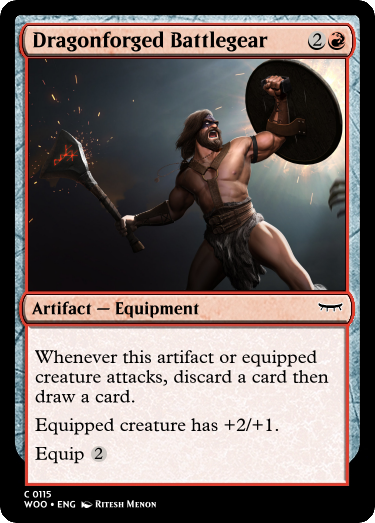 Dragonforged Battlegear 2
Artifact — Equipment
Whenever this artifact or equipped
creature attacks, discard a card then
draw a card.
Equipped creature has +2/+1.
Equip 2
C 0115
WOO • ENG Ritesh Menon